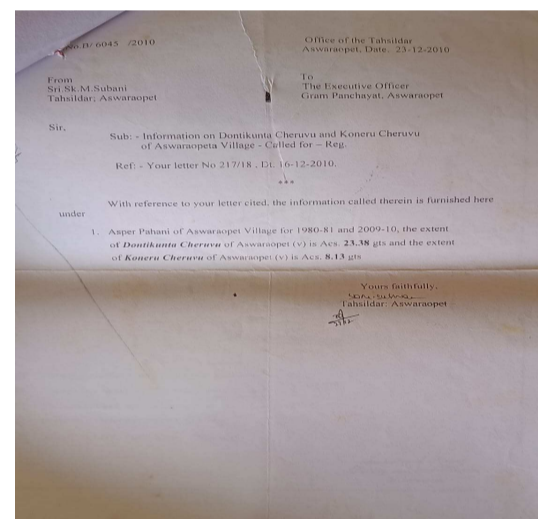 No.B/ 6045 /2010
Office of the Tahsildar
Aswaraopet, Date. 23-12-2010
From
Sri.Sk.M.Subani
Tahsildar; Aswaraopet
To
The Executive Officer
Gram Panchayat, Aswaraopet
Sir,
Sub: - Information on Dontikunta Cheruvu and Koneru Cheruvu
of Aswaraopeta Village - Called for – Reg.
Ref: - Your letter No 217/18 , Dt. 16-12-2010.
***
With reference to your letter cited, the information called therein is furnished here
under
1. Asper Pahani of Aswaraopet Village for 1980-81 and 2009-10, the extent
of Dontikunta Cheruvu of Aswaraopet (v) is Acs. 23.38 gts and the extent
of Koneru Cheruvu of Aswaraopet (v) is Acs. 8.13 gts
Yours faithfully,
Tahsildar: Aswaraopet